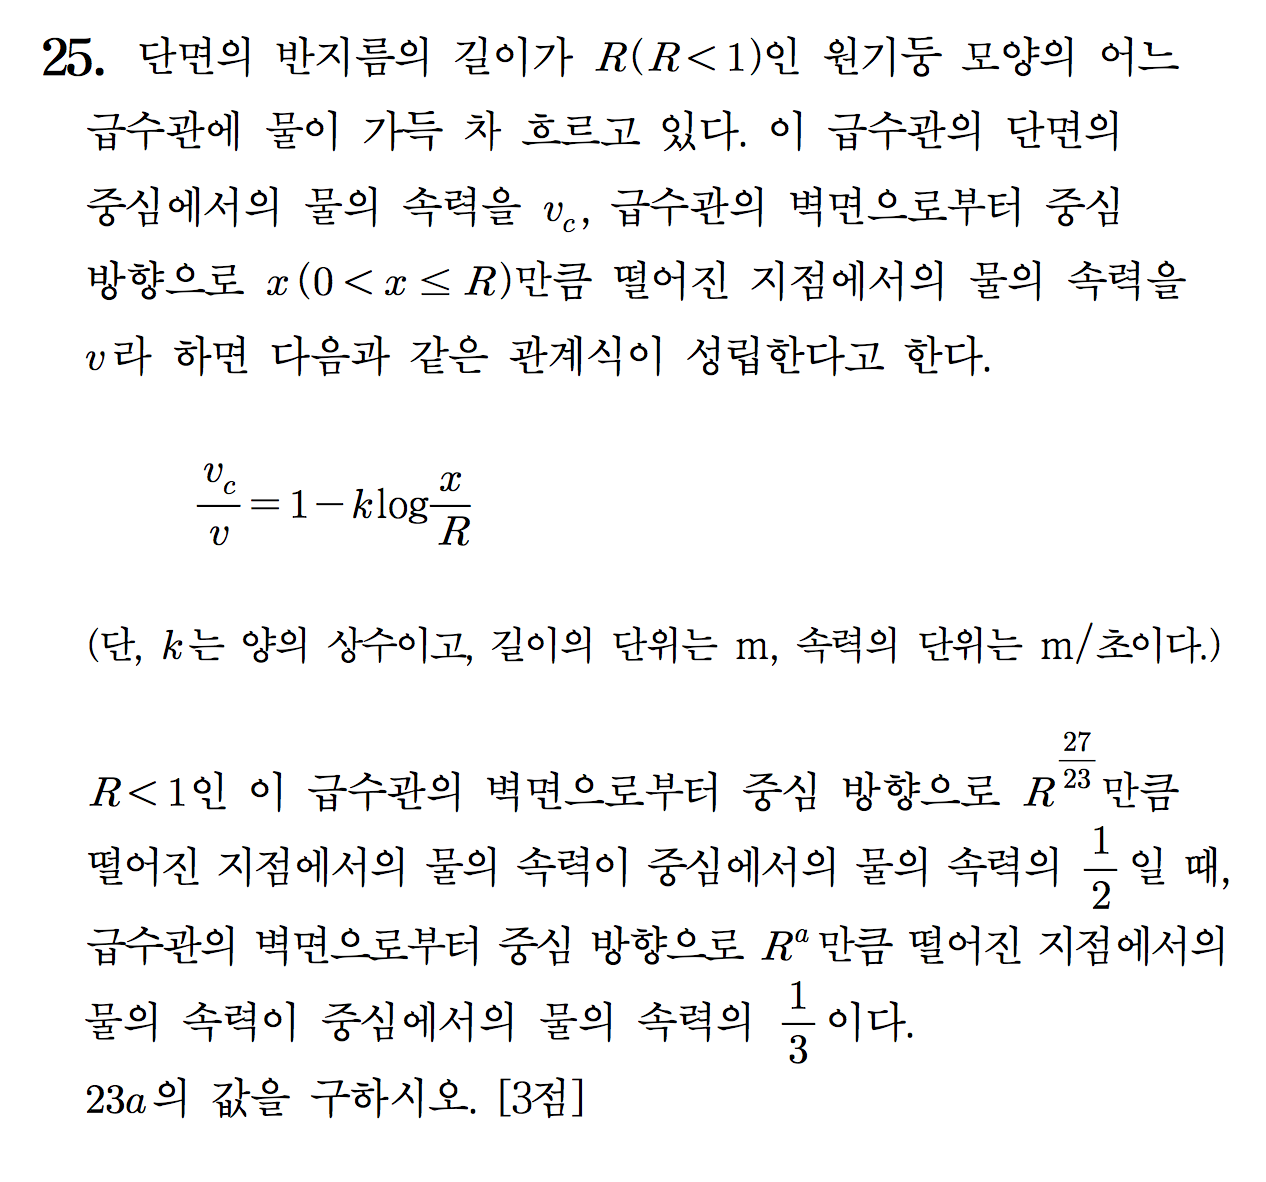 25. 단면의 반지름의 길이가 R(R<1)인 원기둥 모양의 어느
급수관에 물이 가득 차 흐르고 있다. 이 급수관의 단면의
중심에서의 물의 속력을 v_c, 급수관의 벽면으로부터 중심
방향으로 x(0<x≤R)만큼 떨어진 지점에서의 물의 속력을
v라 하면 다음과 같은 관계식이 성립한다고 한다.
\frac{v_c}{v}=1-k\log\frac{x}{R}
(단, k는 양의 상수이고, 길이의 단위는 m, 속력의 단위는 m/초이다.)
R<1인 이 급수관의 벽면으로부터 중심 방향으로 R^{\frac{27}{23}}만큼
떨어진 지점에서의 물의 속력이 중심에서의 물의 속력의 \frac{1}{2}일 때,
급수관의 벽면으로부터 중심 방향으로 R^a만큼 떨어진 지점에서의
물의 속력이 중심에서의 물의 속력의 \frac{1}{3}이다.
23a의 값을 구하시오. [3점]